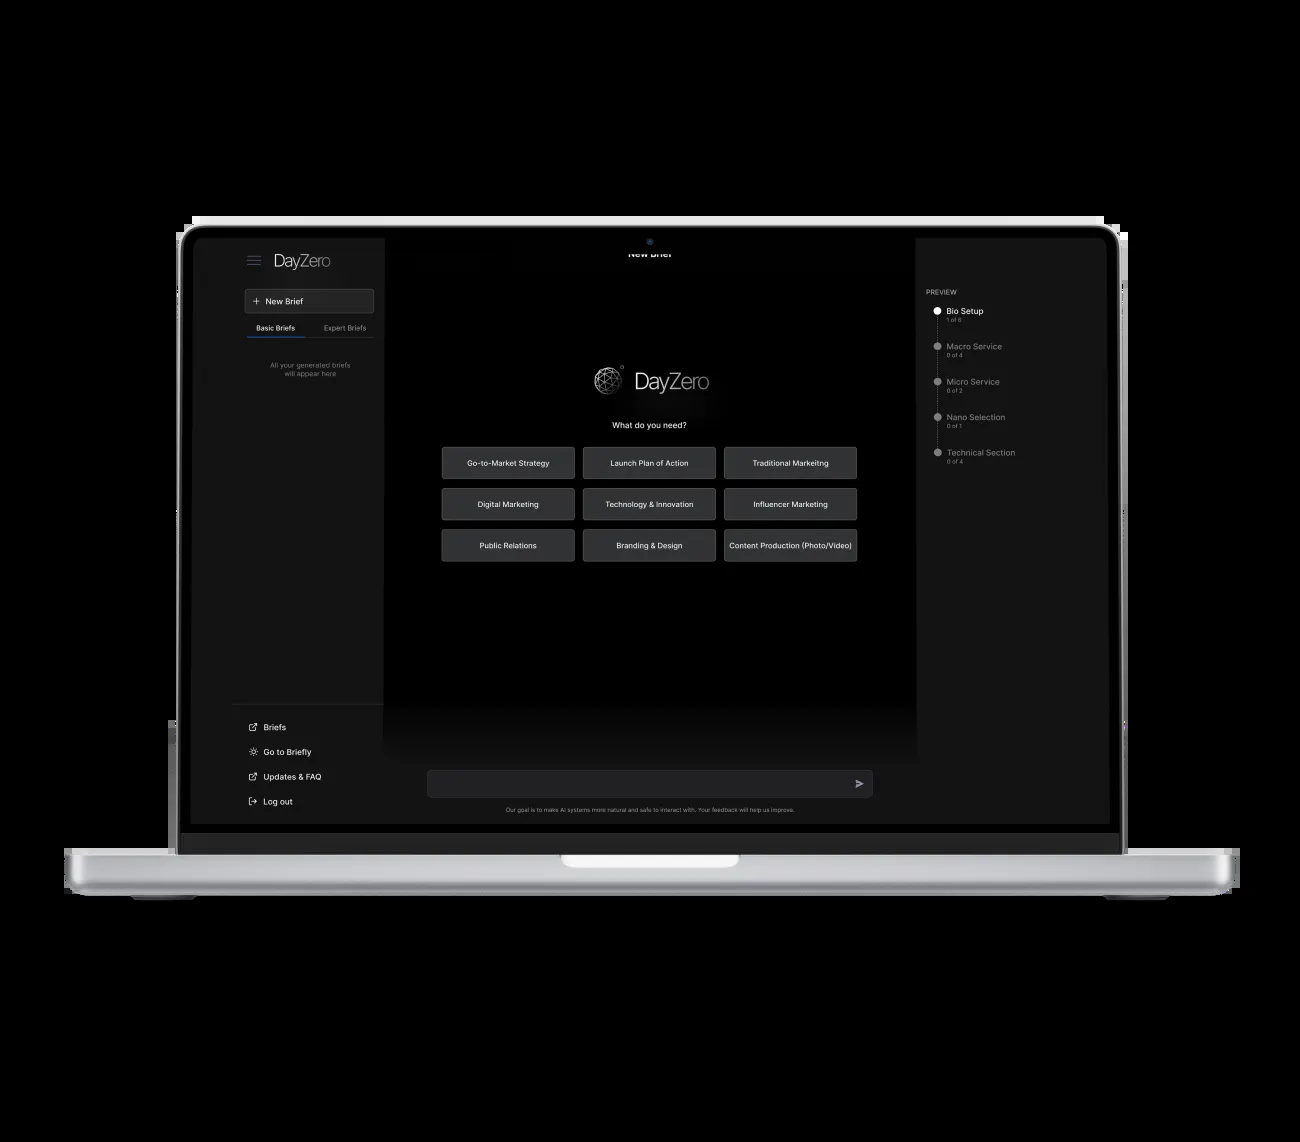 DayZero
New Brief
New Brief
Basic Briefs
Expert Briefs
All your generated briefs
will appear here
Briefs
Go to Briefly
Updates & FAQ
Log out
DayZero
What do you need?
Go-to-Market Strategy
Launch Plan of Action
Traditional Markeitng
Digital Marketing
Technology & Innovation
Influencer Marketing
Public Relations
Branding & Design
Content Production (Photo/Video)
Our goal is to make AI systems more natural and safe to interact with. Your feedback will help us improve.
PREVIEW
Bio Setup
1 of 6
Macro Service
0 of 4
Micro Service
0 of 2
Nano Selection
0 of 1
Technical Section
0 of 4